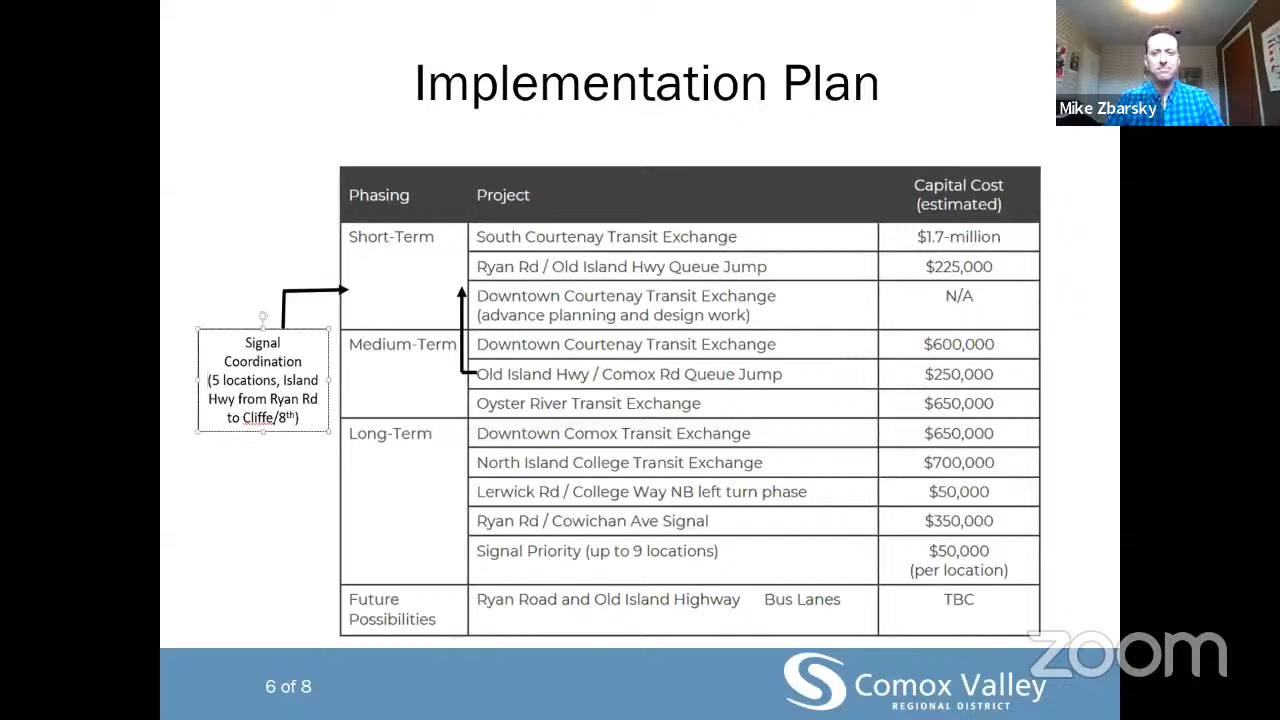 Implementation Plan
Mike Zbarsky
Phasing Project Capital Cost
(estimated)
Short-Term South Courtenay Transit Exchange $1.7-million
Ryan Rd / Old Island Hwy Queue Jump $225,000
Downtown Courtenay Transit Exchange N/A
(advance planning and design work)
Medium-Term Downtown Courtenay Transit Exchange $600,000
Old Island Hwy / Comox Rd Queue Jump $250,000
Oyster River Transit Exchange $650,000
Long-Term Downtown Comox Transit Exchange $650,000
North Island College Transit Exchange $700,000
Lerwick Rd / College Way NB left turn phase $50,000
Ryan Rd / Cowichan Ave Signal $350,000
Signal Priority (up to 9 locations) $50,000
(per location)
Future Ryan Road and Old Island Highway Bus Lanes TBC
Possibilities
Signal
Coordination
(5 locations, Island
Hwy from Ryan Rd
to Cliffe/8th)
6 of 8
Comox Valley
REGIONAL DISTRICT
zoom